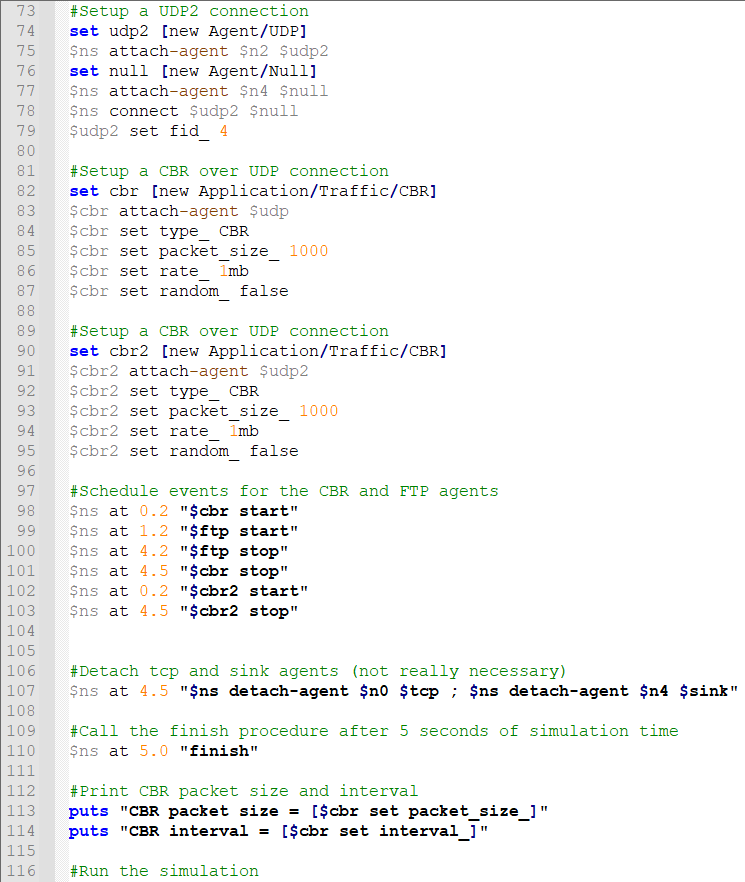 73 #Setup a UDP2 connection
74 set udp2 [new Agent/UDP]
75 $ns attach-agent $n2 $udp2
76 set null [new Agent/Null]
77 $ns attach-agent $n4 $null
78 $ns connect $udp2 $null
79 $udp2 set fid_ 4
80
81 #Setup a CBR over UDP connection
82 set cbr [new Application/Traffic/CBR]
83 $cbr attach-agent $udp
84 $cbr set type_ CBR
85 $cbr set packet_size_ 1000
86 $cbr set rate_ 1mb
87 $cbr set random_ false
88
89 #Setup a CBR over UDP connection
90 set cbr2 [new Application/Traffic/CBR]
91 $cbr2 attach-agent $udp2
92 $cbr2 set type_ CBR
93 $cbr2 set packet_size_ 1000
94 $cbr2 set rate_ 1mb
95 $cbr2 set random_ false
96
97 #Schedule events for the CBR and FTP agents
98 $ns at 0.2 "$cbr start"
99 $ns at 1.2 "$ftp start"
100 $ns at 4.2 "$ftp stop"
101 $ns at 4.5 "$cbr stop"
102 $ns at 0.2 "$cbr2 start"
103 $ns at 4.5 "$cbr2 stop"
104
105
106 #Detach tcp and sink agents (not really necessary)
107 $ns at 4.5 "$ns detach-agent $n0 $tcp ; $ns detach-agent $n4 $sink"
108
109 #Call the finish procedure after 5 seconds of simulation time
110 $ns at 5.0 "finish"
111
112 #Print CBR packet size and interval
113 puts "CBR packet size = [$cbr set packet_size_]"
114 puts "CBR interval = [$cbr set interval_]"
115
116 #Run the simulation